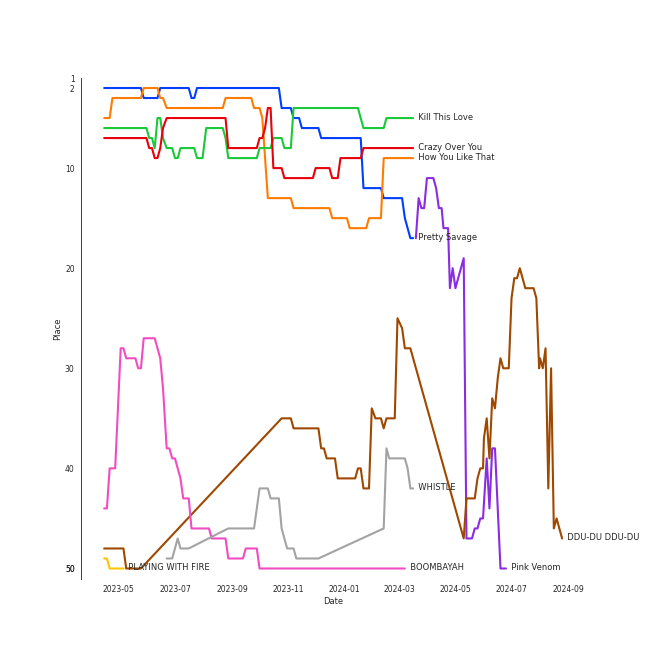 1
2
Kill This Love
Crazy Over You
How You Like That
10
Pretty Savage
20
Place
30
40
WHISTLE
DDU-DU DDU-DU
50
PLAYING WITH FIRE
BOOMBAYAH
Pink Venom
2023-05 2023-07 2023-09 2023-11 2024-01 2024-03 2024-05 2024-07 2024-09
Date